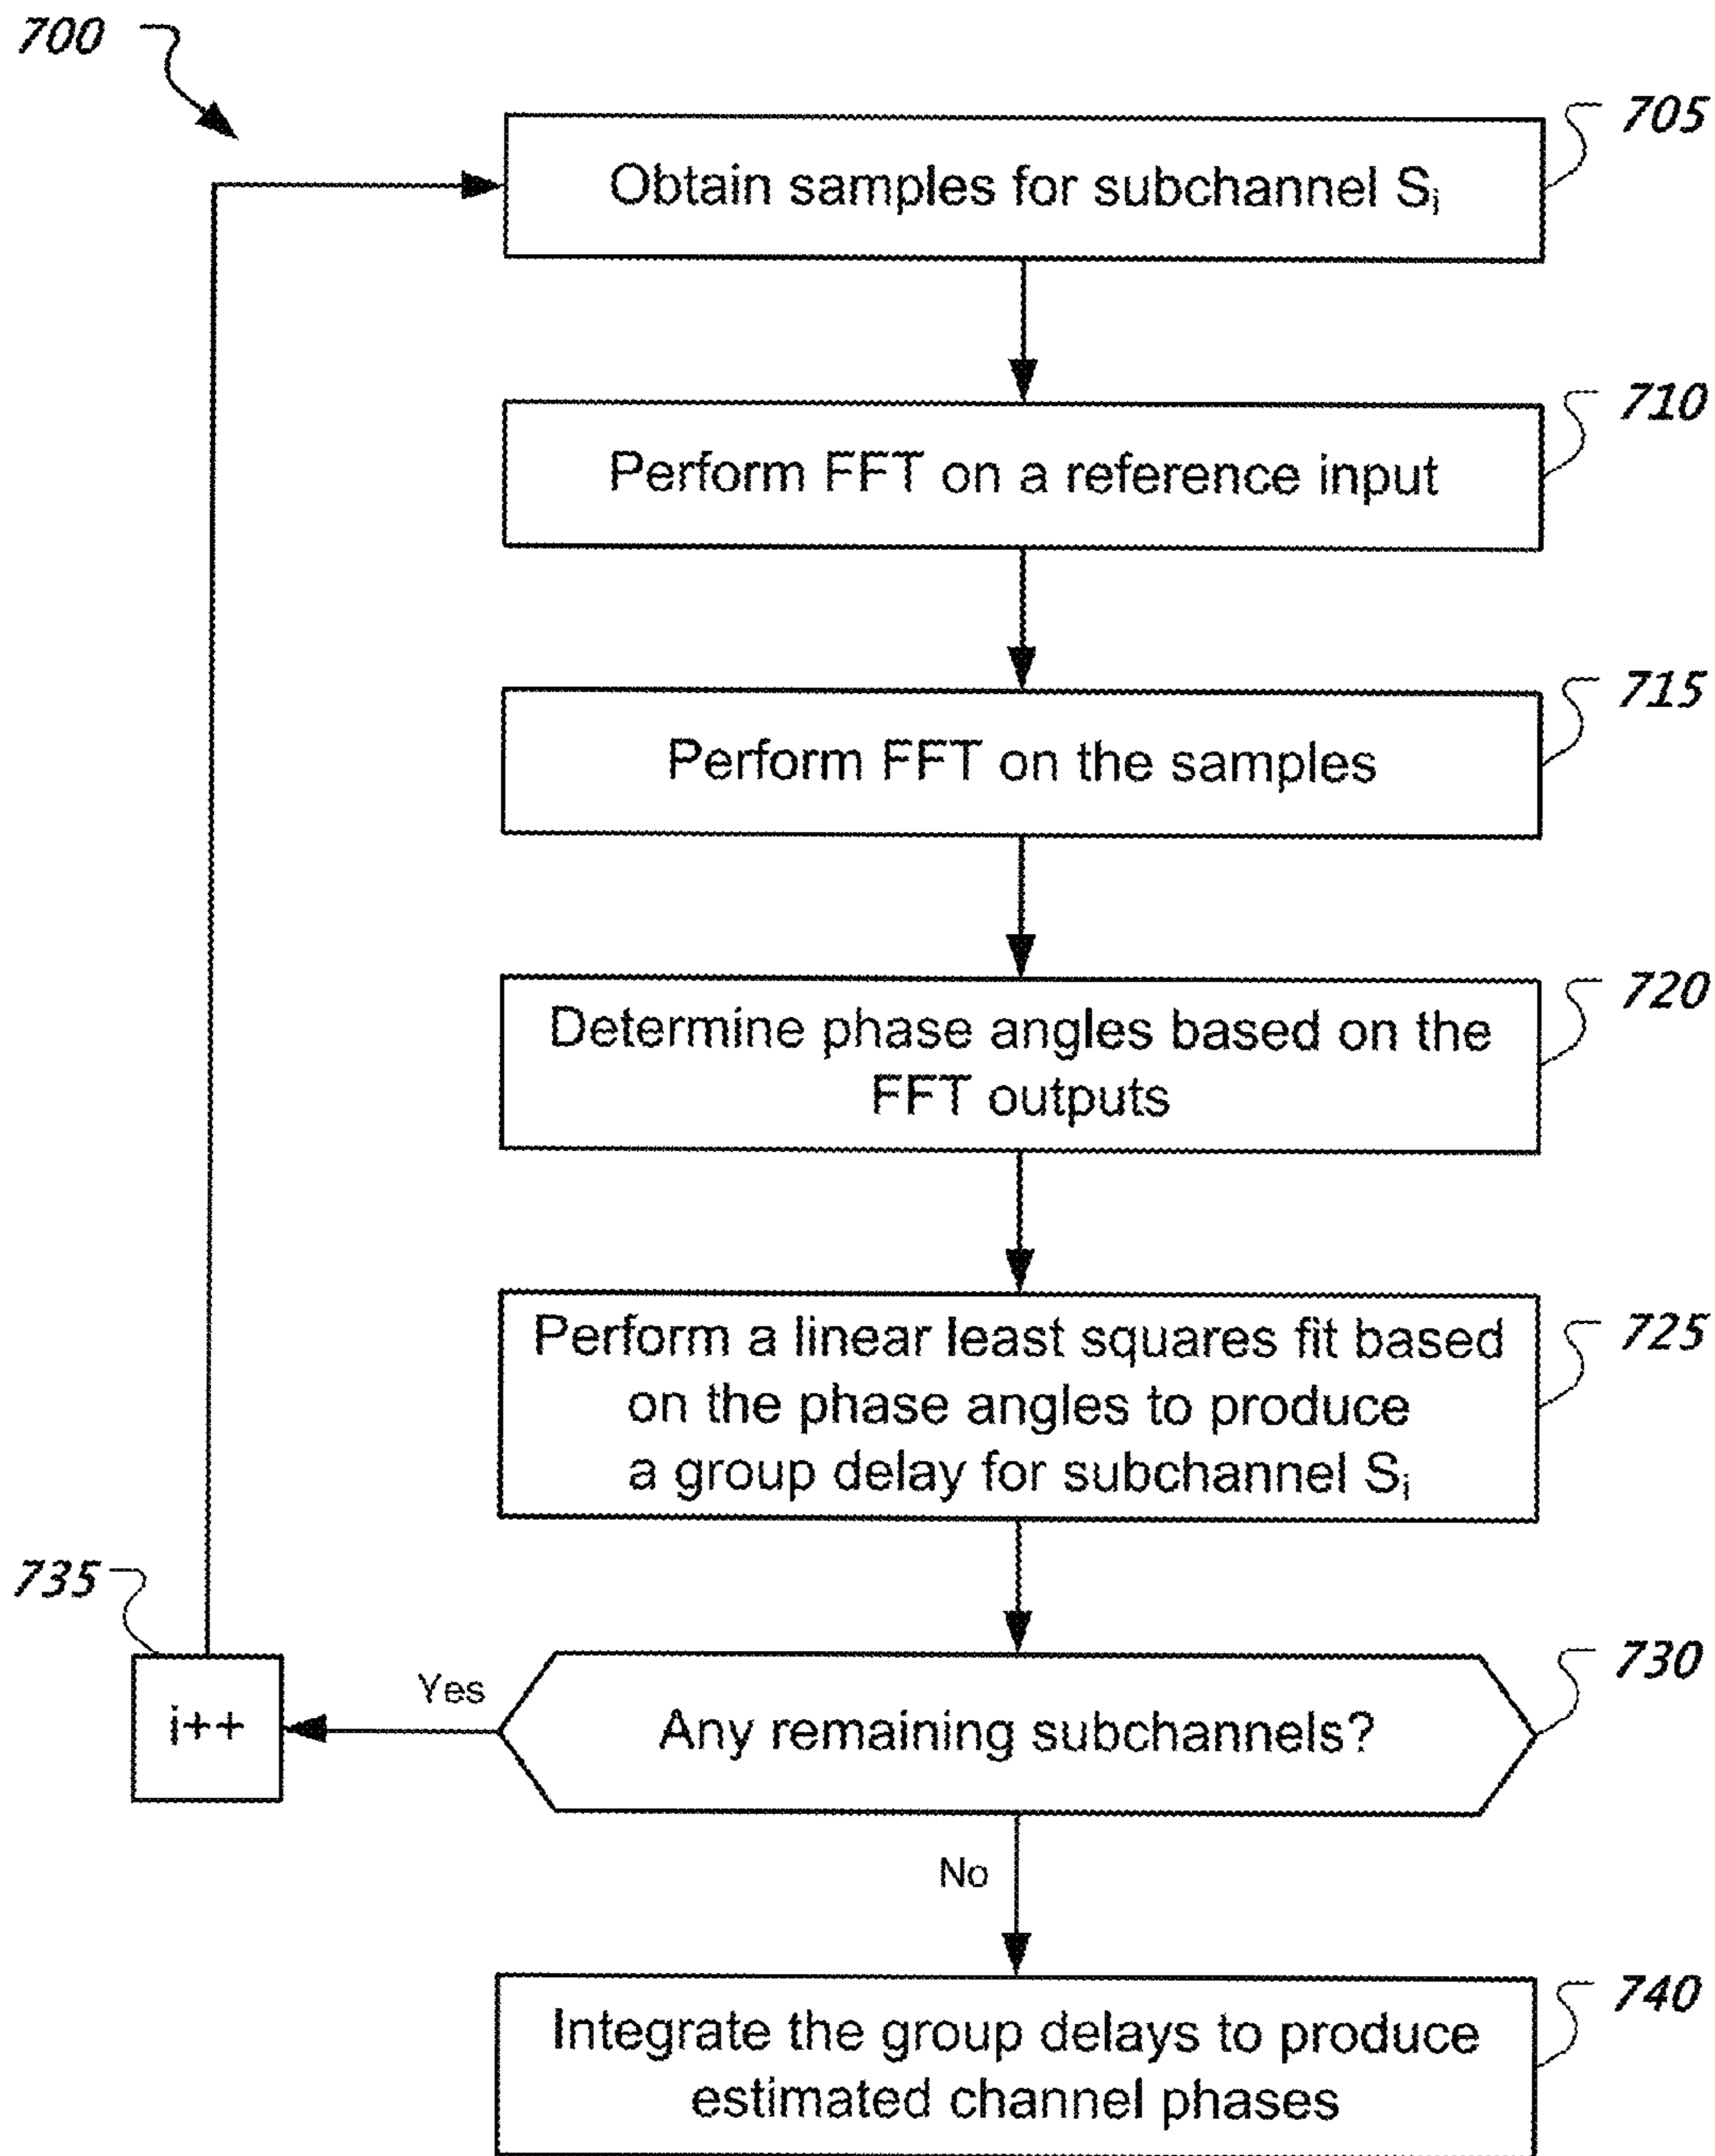 700
705
Obtain samples for subchannel Si
710
Perform FFT on a reference input
715
Perform FFT on the samples
720
Determine phase angles based on the
FFT outputs
725
Perform a linear least squares fit based
on the phase angles to produce
a group delay for subchannel Si
735
730
i++
Yes
Any remaining subchannels?
No
740
Integrate the group delays to produce
estimated channel phases